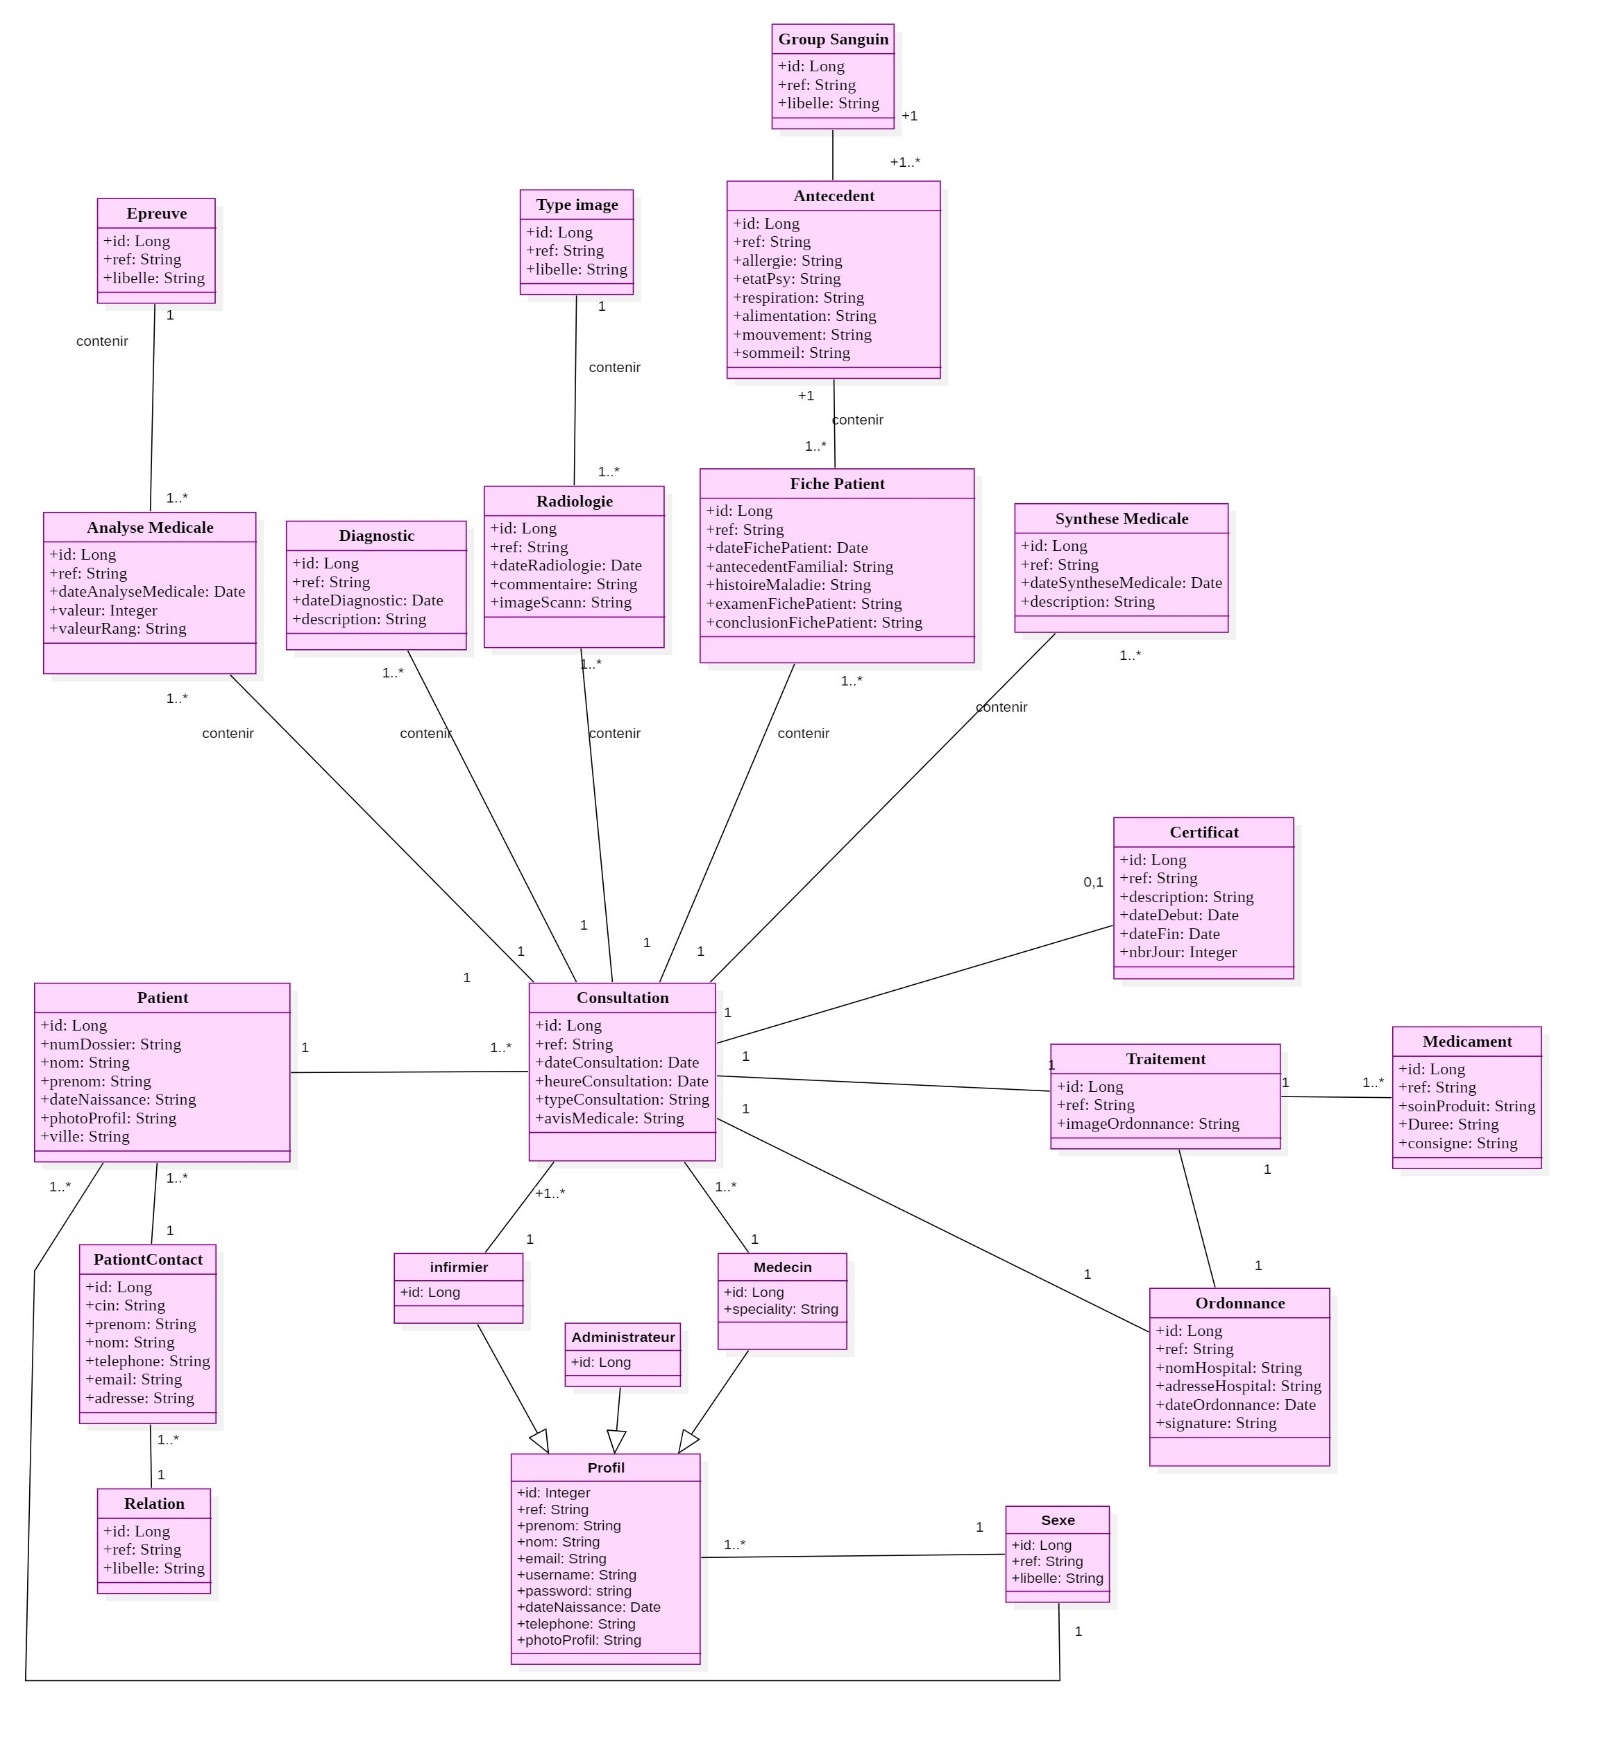 Group Sanguin
+id: Long
+ref: String
+libelle: String
+1
+1..*
Antecedent
+id: Long
+ref: String
+allergie: String
+etatPsy: String
+respiration: String
+alimentation: String
+mouvement: String
+sommeil: String
+1
contenir
1..*
Epreuve
+id: Long
+ref: String
+libelle: String
1
contenir
1..*
Type image
+id: Long
+ref: String
+libelle: String
1
contenir
1..*
Analyse Medicale
+id: Long
+ref: String
+dateAnalyseMedicale: Date
+valeur: Integer
+valeurRang: String
1..*
contenir
1
Diagnostic
+id: Long
+ref: String
+dateDiagnostic: Date
+description: String
1..*
contenir
1
Radiologie
+id: Long
+ref: String
+dateRadiologie: Date
+commentaire: String
+imageScann: String
1..*
contenir
1
Fiche Patient
+id: Long
+ref: String
+dateFichePatient: Date
+antecedentFamilial: String
+histoireMaladie: String
+examenFichePatient: String
+conclusionFichePatient: String
1..*
contenir
1
Synthese Medicale
+id: Long
+ref: String
+dateSyntheseMedicale: Date
+description: String
1..*
contenir
1
Certificat
+id: Long
+ref: String
+description: String
+dateDebut: Date
+dateFin: Date
+nbrJour: Integer
0,1
1
Patient
+id: Long
+numDossier: String
+nom: String
+prenom: String
+dateNaissance: String
+photoProfil: String
+ville: String
1
1..*
Consultation
+id: Long
+ref: String
+dateConsultation: Date
+heureConsultation: Date
+typeConsultation: String
+avisMedicale: String
1
1
Traitement
+id: Long
+ref: String
+imageOrdonnance: String
1
1..*
Medicament
+id: Long
+ref: String
+soinProduit: String
+Duree: String
+consigne: String
1
1
1
1
1..*
1..*
1
PationtContact
+id: Long
+cin: String
+prenom: String
+nom: String
+telephone: String
+email: String
+adresse: String
1..*
1
Relation
+id: Long
+ref: String
+libelle: String
+1..*
1
infirmier
+id: Long
1..*
1
Medecin
+id: Long
+speciality: String
Administrateur
+id: Long
Ordonnance
+id: Long
+ref: String
+nomHospital: String
+adresseHospital: String
+dateOrdonnance: Date
+signature: String
Profil
+id: Integer
+ref: String
+prenom: String
+nom: String
+email: String
+username: String
+password: string
+dateNaissance: Date
+telephone: String
+photoProfil: String
1..*
1
Sexe
+id: Long
+ref: String
+libelle: String
1